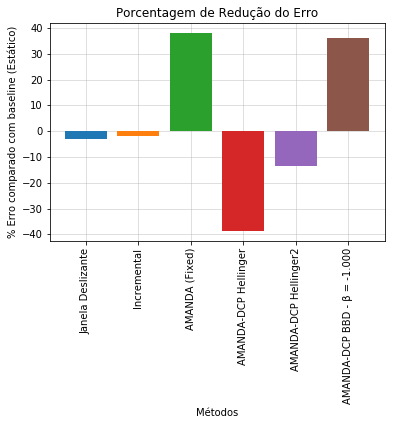 Porcentagem de Redução do Erro
% Erro comparado com baseline (Estático)
40
30
20
10
0
−10
−20
−30
−40
Janela Deslizante
Incremental
AMANDA (Fixed)
AMANDA-DCP Hellinger
AMANDA-DCP Hellinger2
AMANDA-DCP BBD - β = -1.000
Métodos